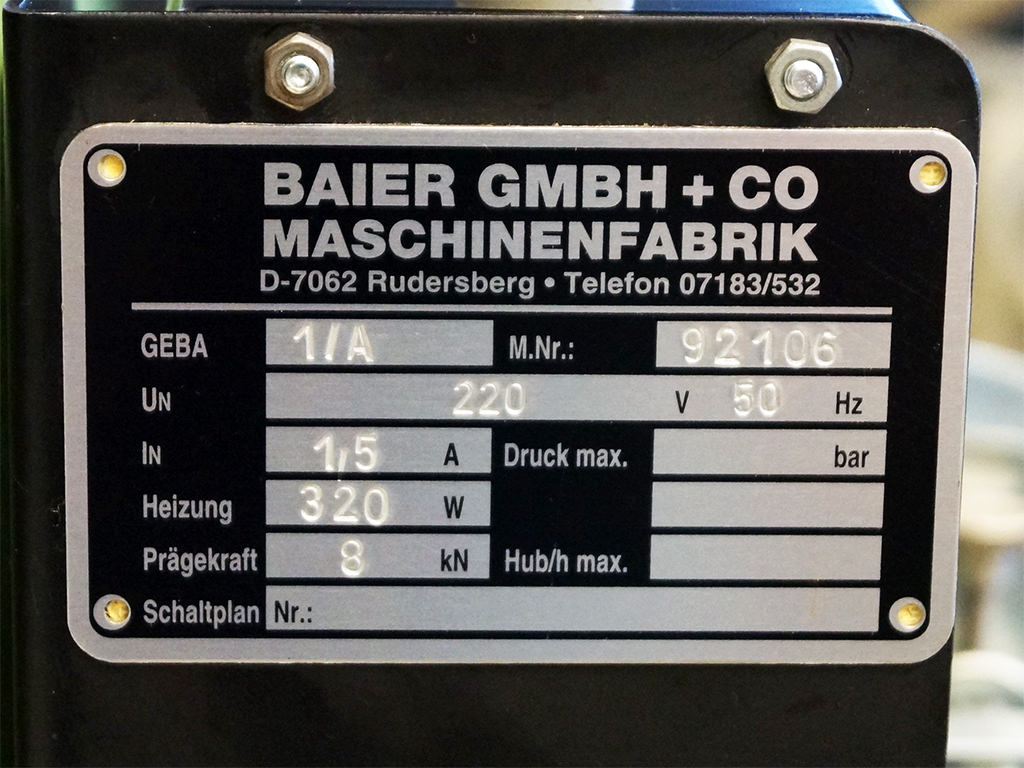 BAIER GMBH + CO
MASCHINENFABRIK
D-7062 Rudersberg • Telefon 07183/532
GEBA 1/A M.Nr.: 92106
UN 220 V 50 Hz
IN 1,5 A Druck max. bar
Heizung 320 W
Prägekraft 8 kN Hub/h max.
Schaltplan Nr.: